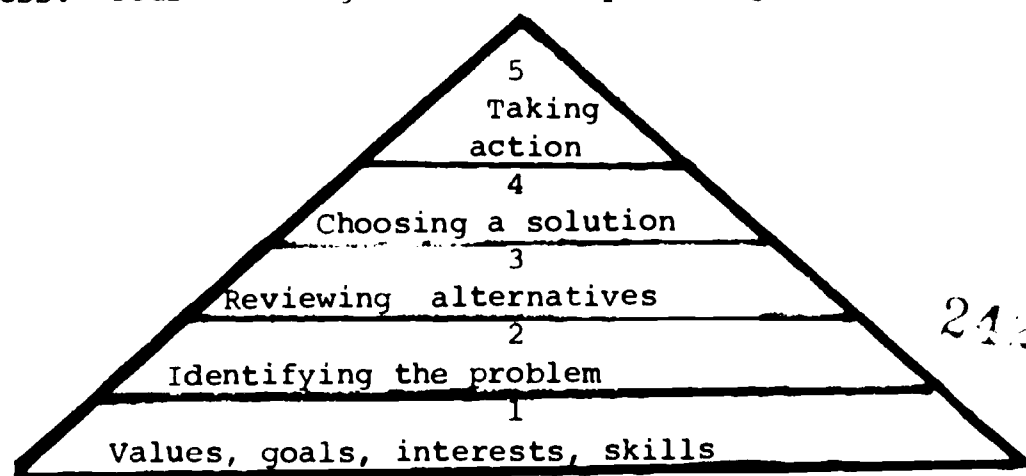 5
Taking
action
4
Choosing a solution
3
Reviewing alternatives
2
Identifying the problem
1
Values, goals, interests, skills